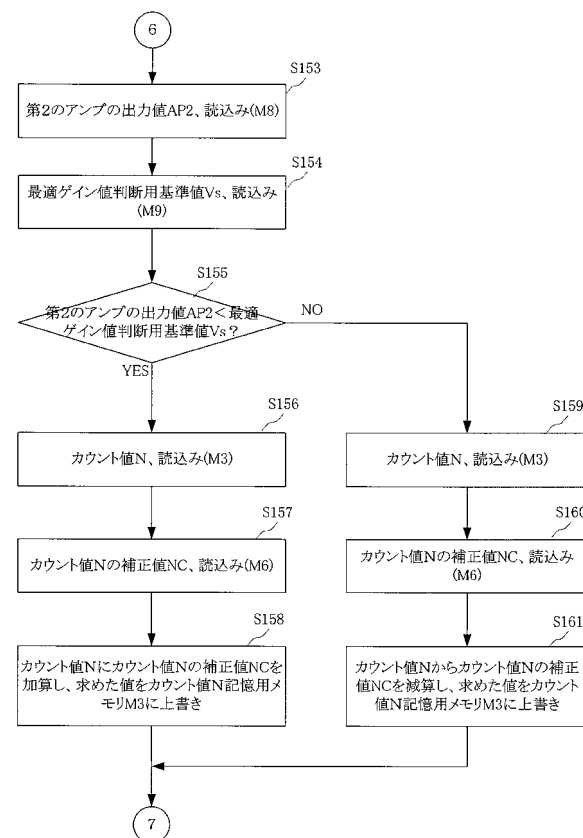 6
S153
第2のアンプの出力値AP2、読込み(M8)
S154
最適ゲイン値判断用基準値Vs、読込み
(M9)
S155
第2のアンプの出力値AP2<最適
ゲイン値判断用基準値Vs?
NO
YES
S156
カウント値N、読込み(M3)
S157
カウント値Nの補正値NC、読込み(M6)
S158
カウント値Nにカウント値Nの補正値NCを
加算し、求めた値をカウント値N記憶用メ
モリM3に上書き
S159
カウント値N、読込み(M3)
S160
カウント値Nの補正値NC、読込み
(M6)
S161
カウント値Nからカウント値Nの補正
値NCを減算し、求めた値をカウント
値N記憶用メモリM3に上書き
7